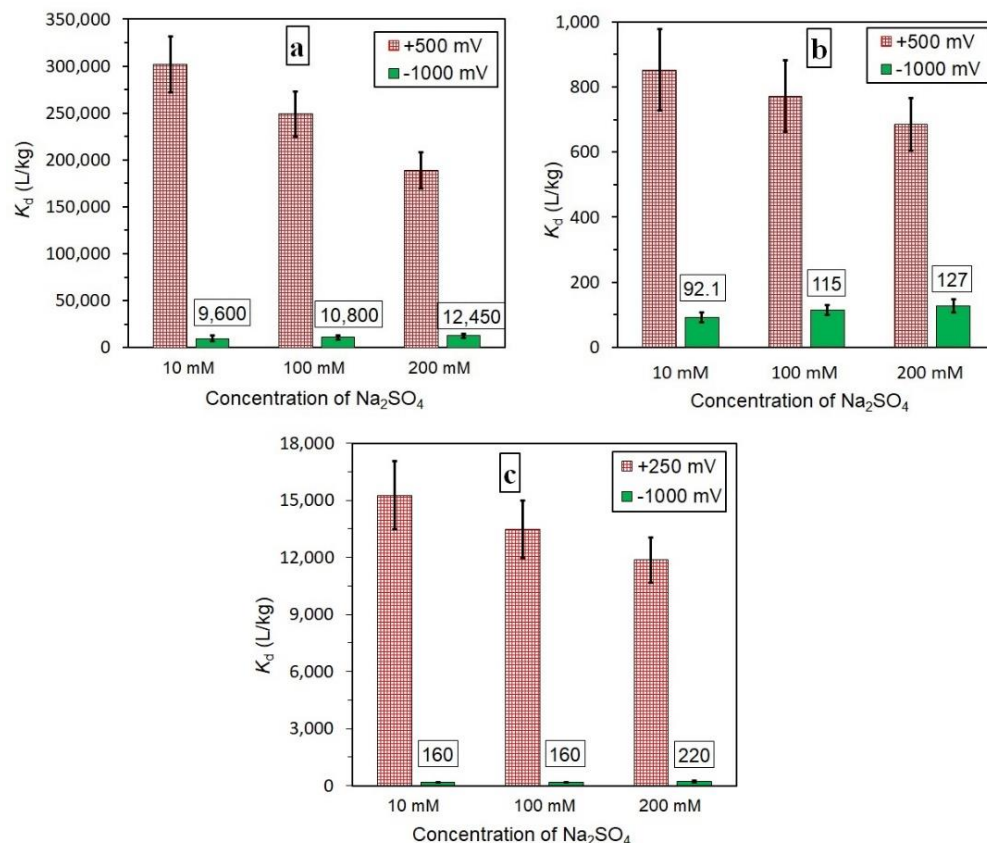 a
+500 mV
-1000 mV
350,000
300,000
250,000
200,000
150,000
100,000
50,000
0
K_d (L/kg)
9,600
10,800
12,450
10 mM
100 mM
200 mM
Concentration of Na₂SO₄
b
+500 mV
-1000 mV
1,000
800
600
400
200
0
K_d (L/kg)
92.1
115
127
10 mM
100 mM
200 mM
Concentration of Na₂SO₄
c
+250 mV
-1000 mV
18,000
15,000
12,000
9,000
6,000
3,000
0
K_d (L/kg)
160
160
220
10 mM
100 mM
200 mM
Concentration of Na₂SO₄